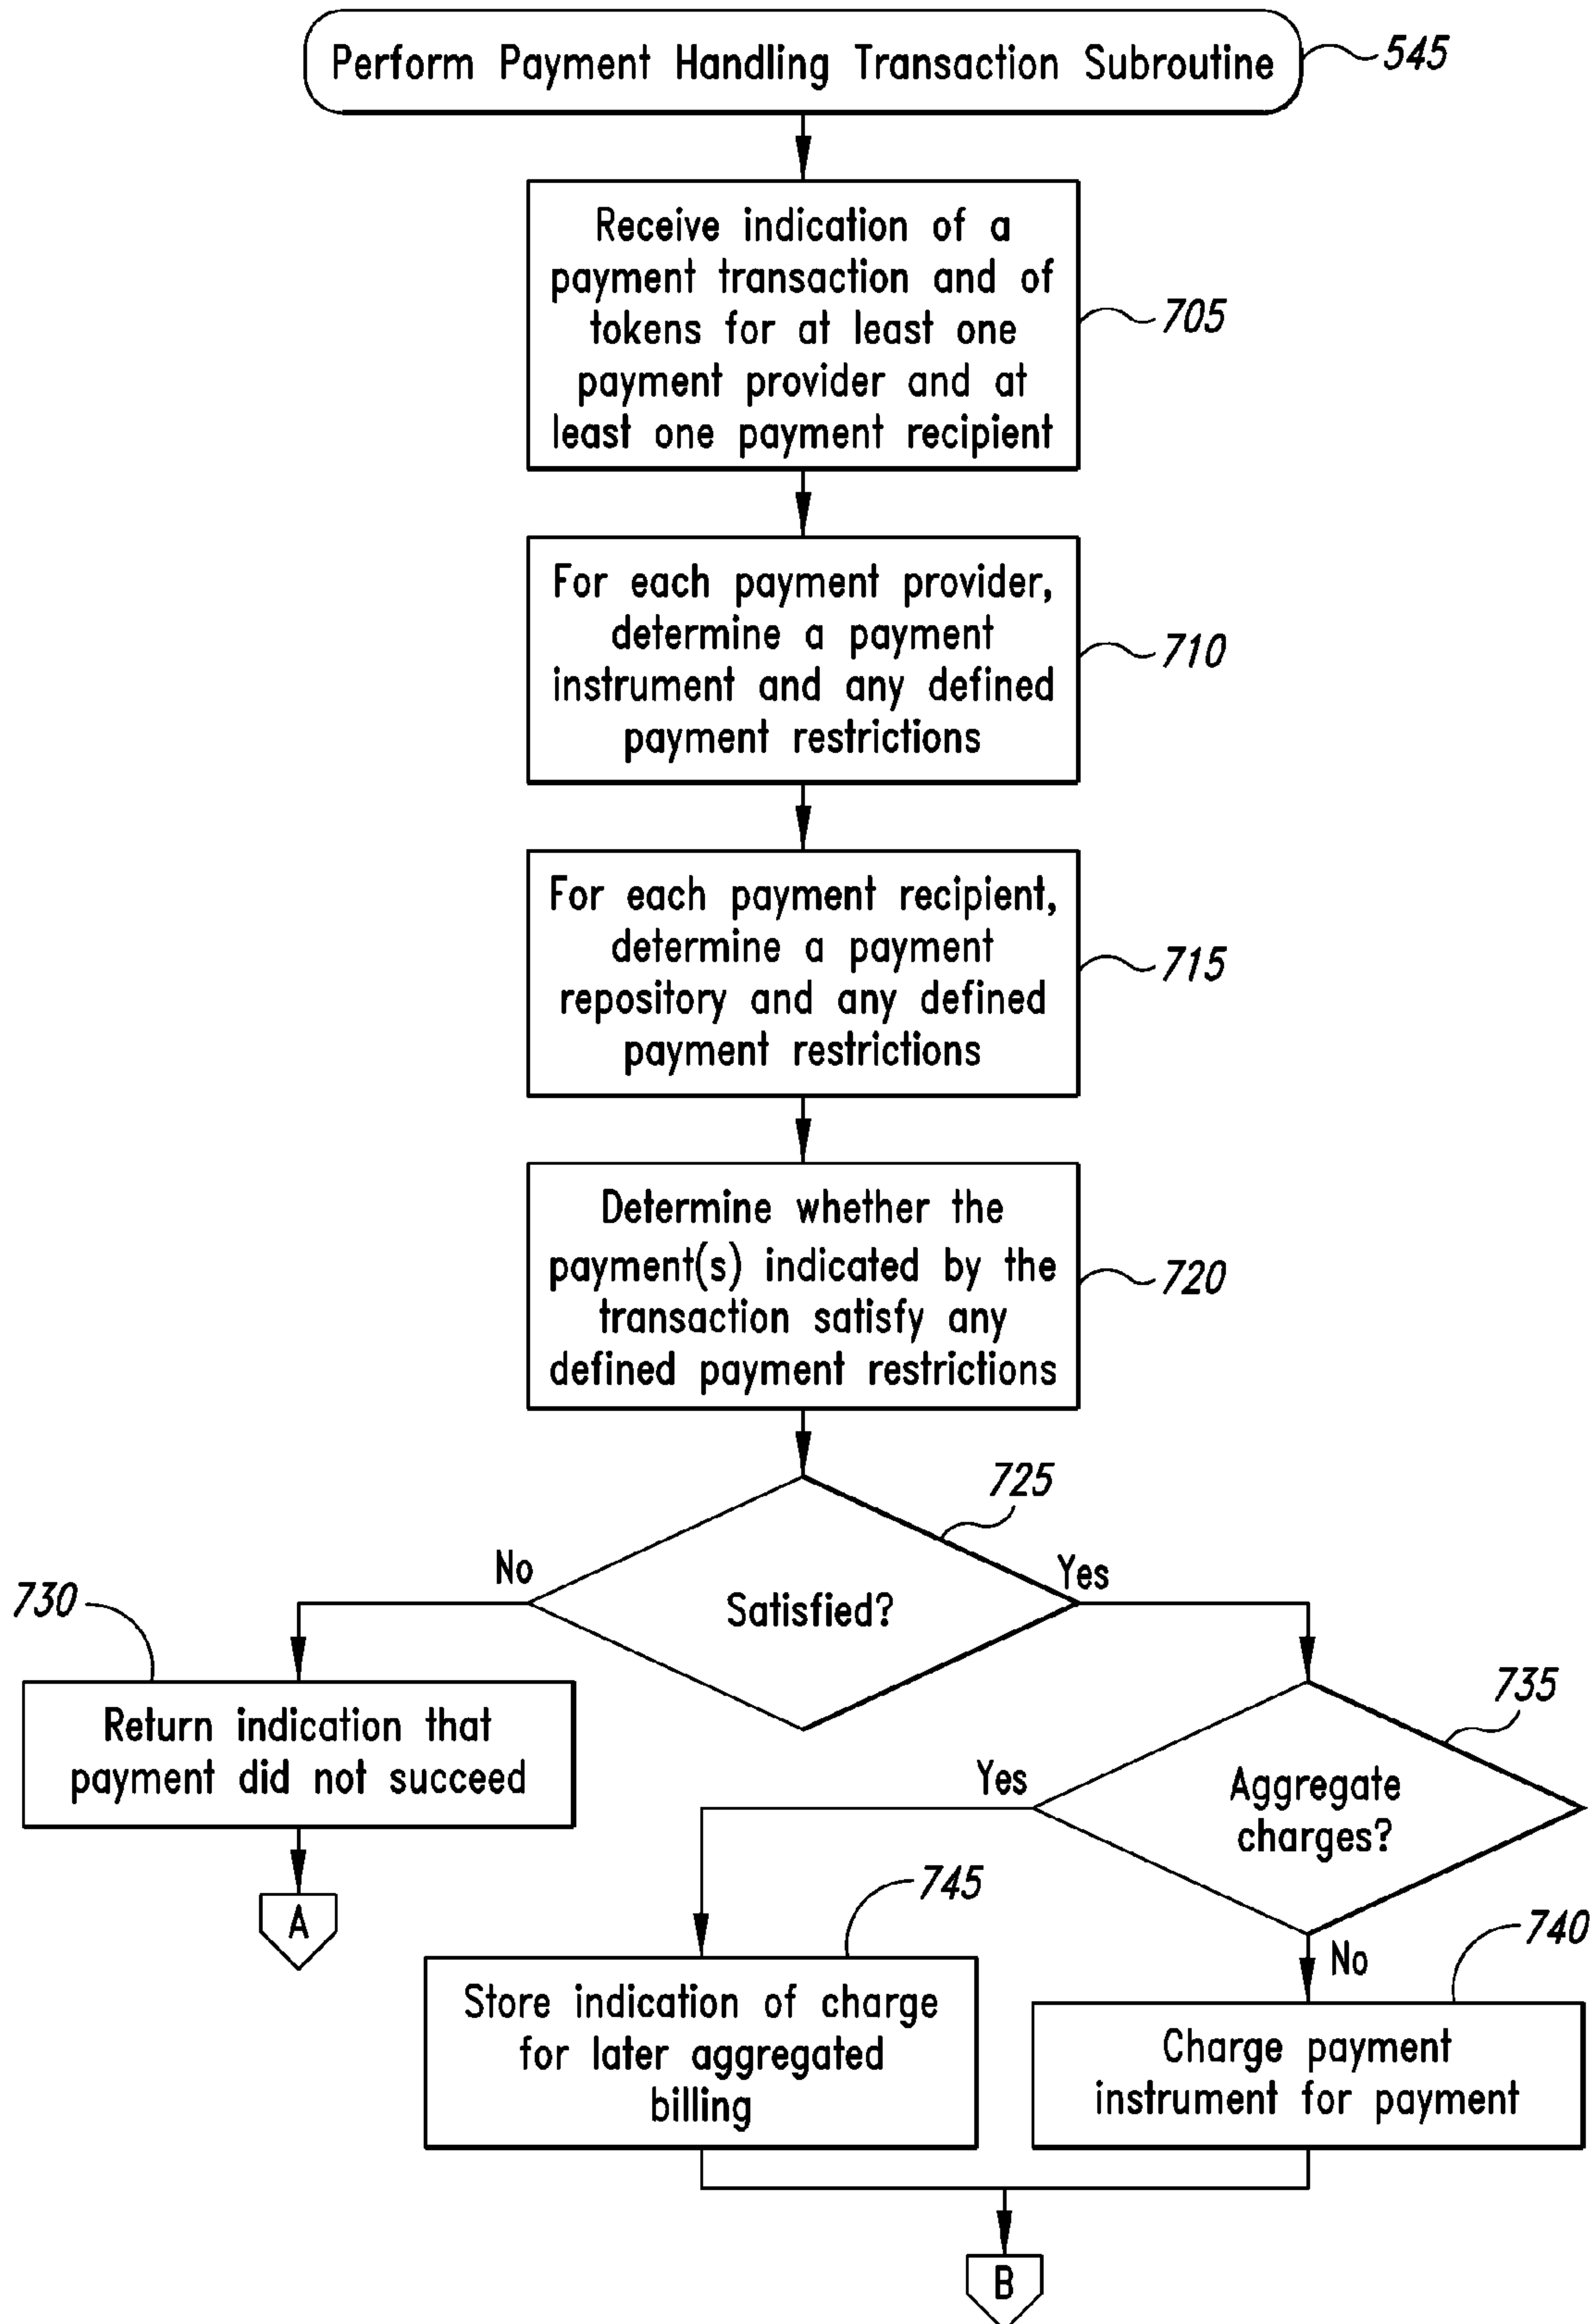 Perform Payment Handling Transaction Subroutine
545
Receive indication of a
payment transaction and of
tokens for at least one
payment provider and at
least one payment recipient
705
For each payment provider,
determine a payment
instrument and any defined
payment restrictions
710
For each payment recipient,
determine a payment
repository and any defined
payment restrictions
715
Determine whether the
payment(s) indicated by the
transaction satisfy any
defined payment restrictions
720
725
No
Satisfied?
Yes
730
Return indication that
payment did not succeed
A
735
Yes
Aggregate
charges?
No
745
Store indication of charge
for later aggregated
billing
740
Charge payment
instrument for payment
B